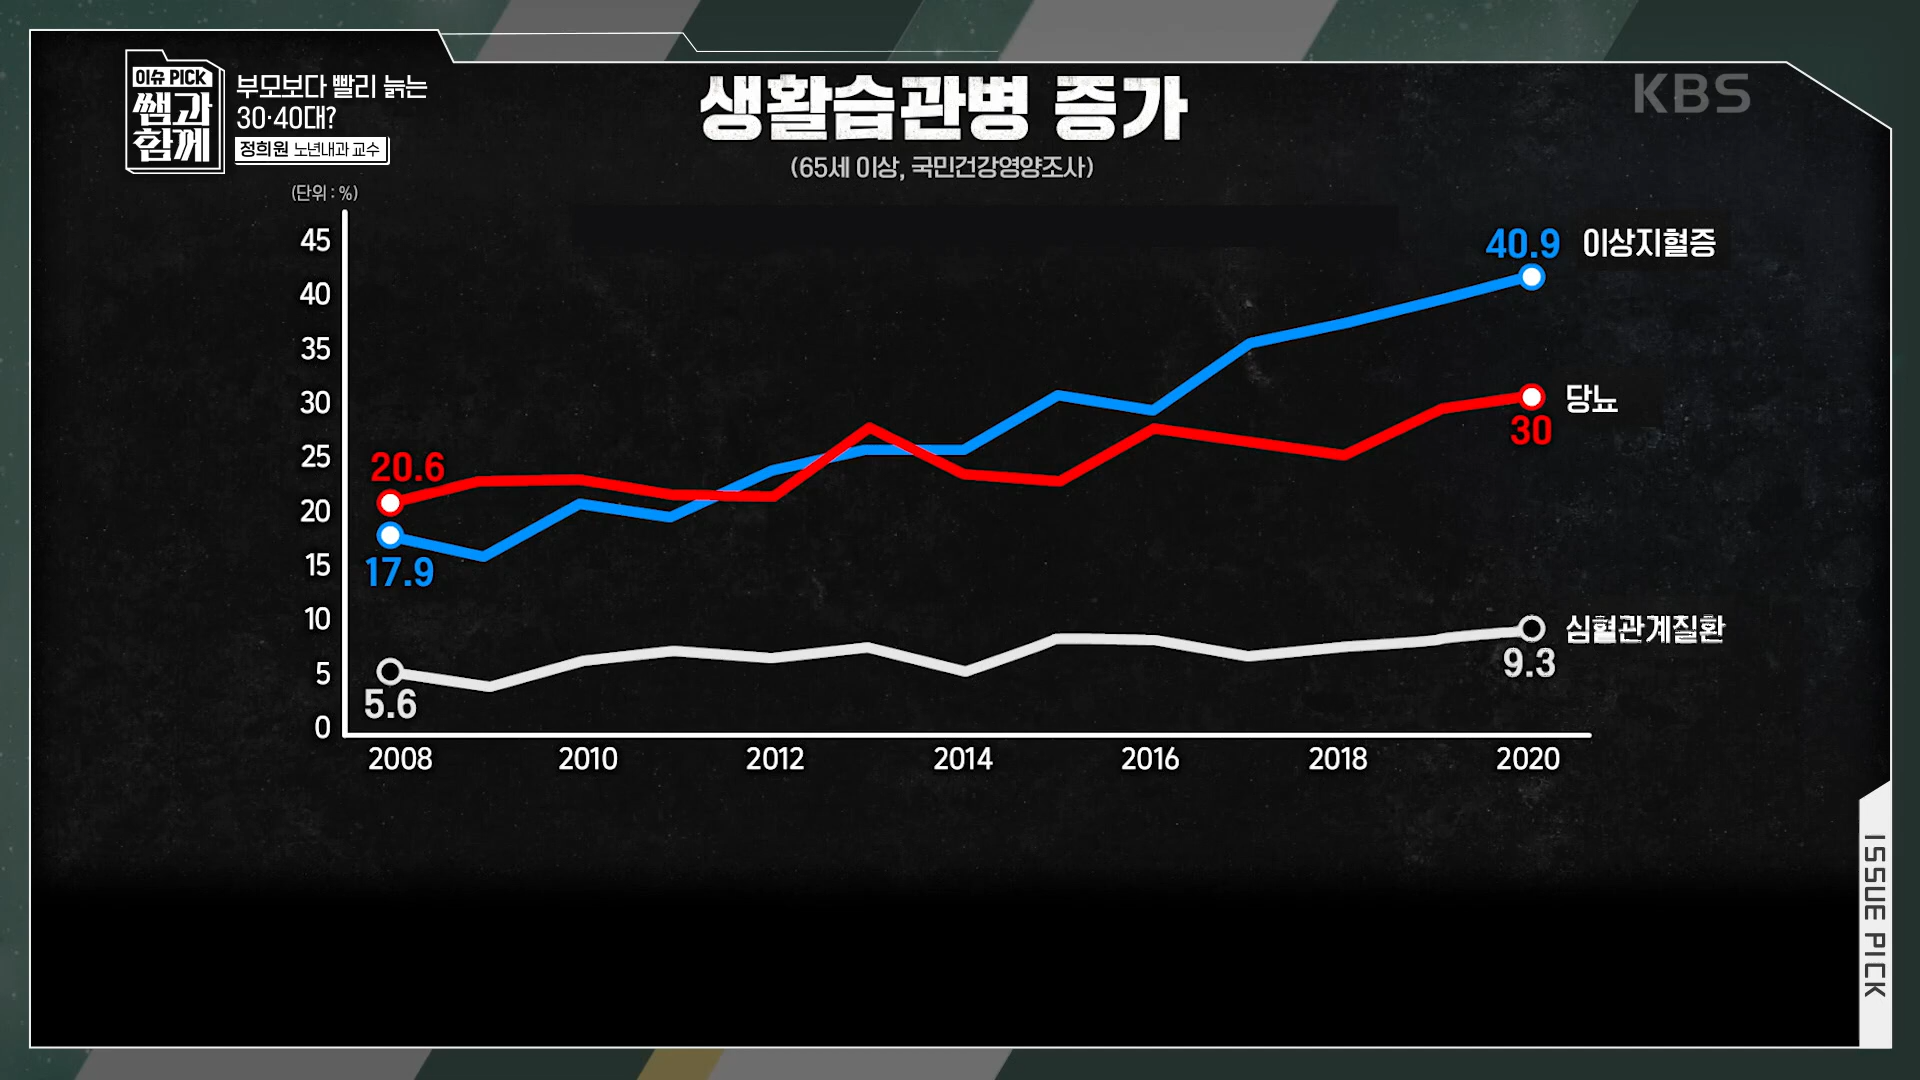 이슈 PICK
쌤과
함께
부모보다 빨리 늙는
30·40대?
정희원 노년내과 교수
생활습관병 증가
(65세 이상, 국민건강영양조사)
KBS
(단위 : %)
45
40
35
30
25
20
15
10
5
0
20.6
17.9
5.6
40.9 이상지혈증
당뇨
30
심혈관계질환
9.3
2008 2010 2012 2014 2016 2018 2020
ISSUE PICK